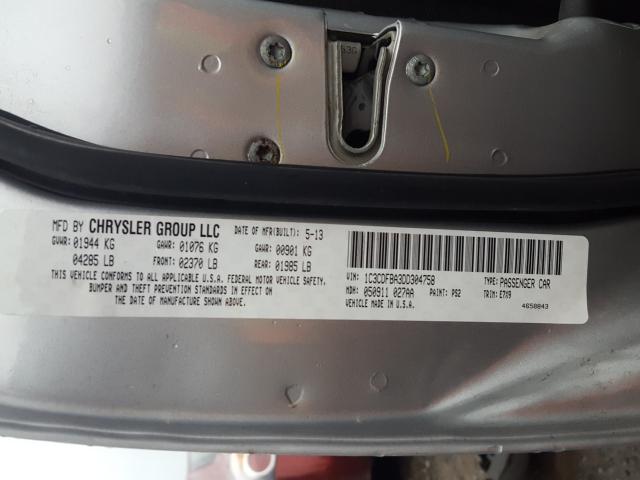 MFD BY CHRYSLER GROUP LLC DATE OF MFR(BUILT): 5-13
GVWR: 01944 KG GAWR: 01076 KG GAWR: 00901 KG
04285 LB FRONT: 02370 LB REAR: 01985 LB
THIS VEHICLE CONFORMS TO ALL APPLICABLE U.S.A. FEDERAL MOTOR VEHICLE SAFETY,
BUMPER AND THEFT PREVENTION STANDARDS IN EFFECT ON
THE DATE OF MANUFACTURE SHOWN ABOVE.
VIN: 1C3CDFBA3DD304758 TYPE: PASSENGER CAR
MDH: 050911 027AA PAINT: PS2 TRIM: E7X9
VEHICLE MADE IN U.S.A. 4658843